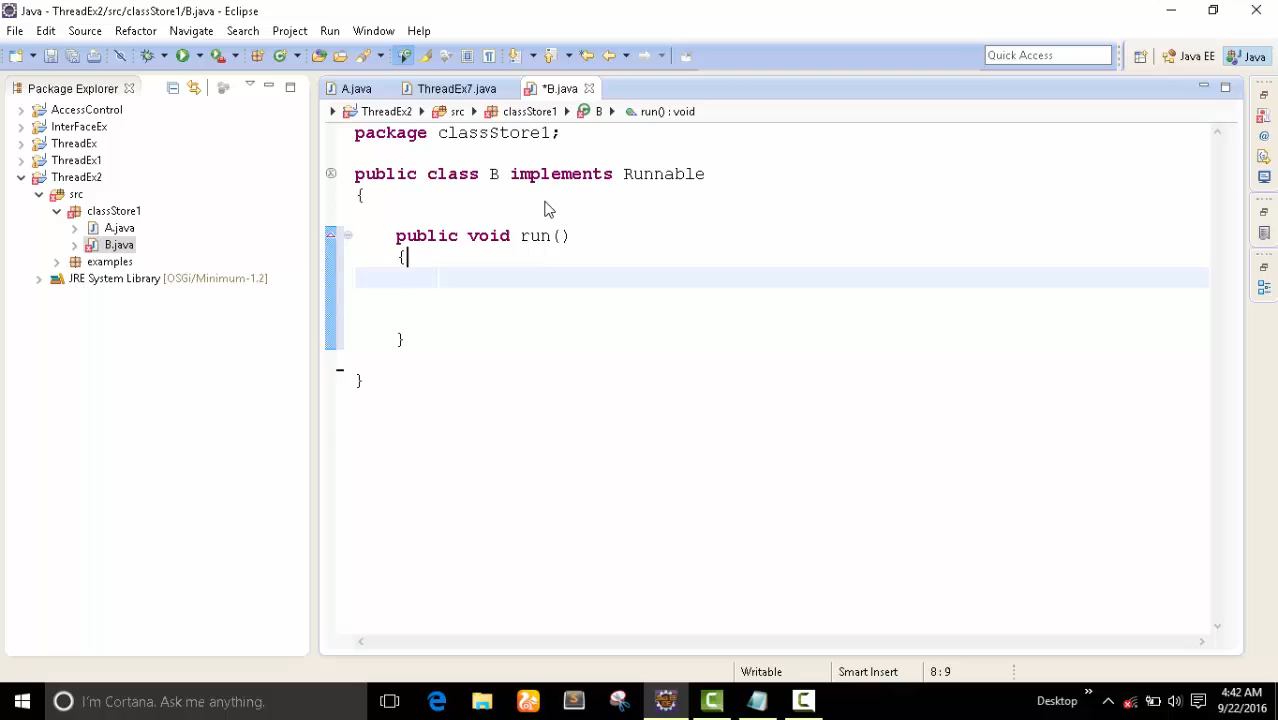 Java - ThreadEx2/src/classStore1/B.java - Eclipse
File Edit Source Refactor Navigate Search Project Run Window Help
Quick Access
Java EE
Java
Package Explorer
A.java
ThreadEx7.java
*B.java
AccessControl
InterFaceEx
ThreadEx
ThreadEx1
ThreadEx2
src
classStore1
A.java
B.java
examples
JRE System Library [OSGi/Minimum-1.2]
ThreadEx2 src classStore1 B run() : void
package classStore1;
public class B implements Runnable
{
public void run()
{
}
}
Writable
Smart Insert
8 : 9
I'm Cortana. Ask me anything.
Desktop
4:42 AM
9/22/2016